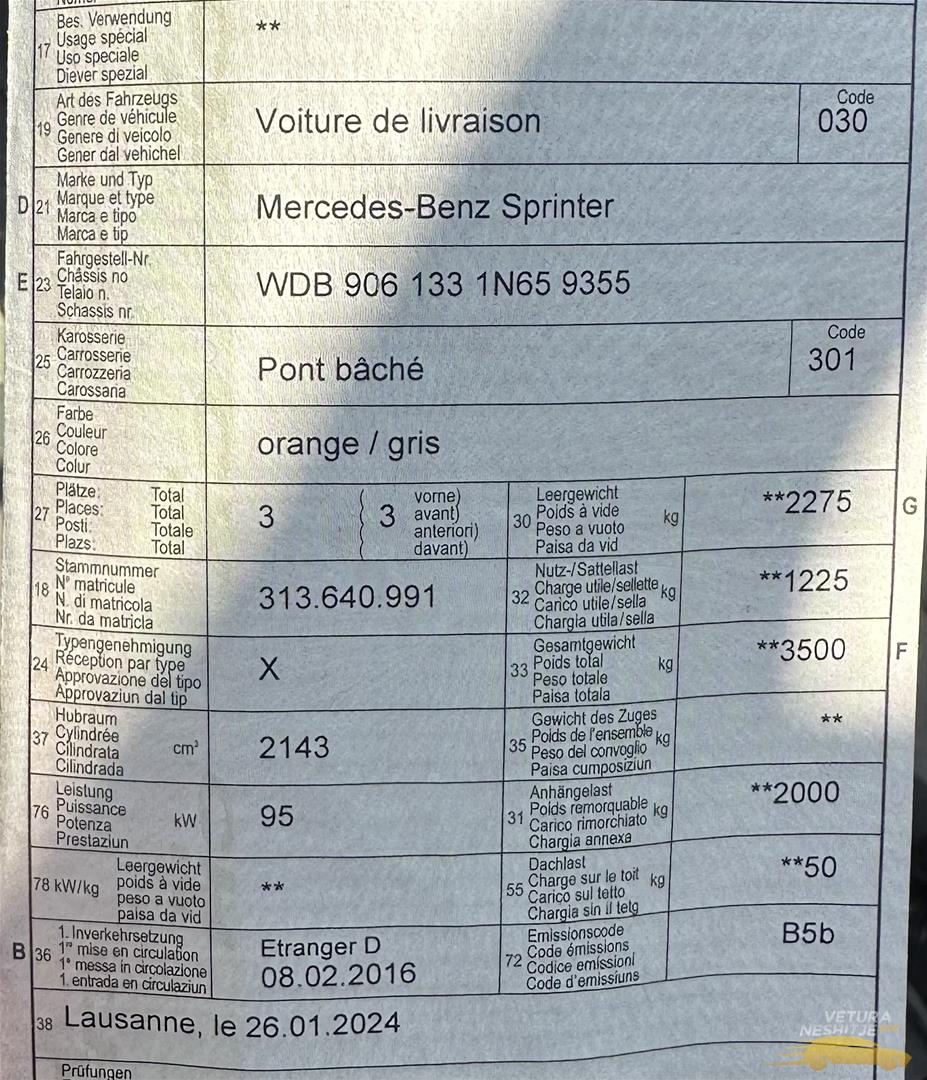 Bes. Verwendung
17 Usage spécial
Uso speciale
Diever spezial
**
Art des Fahrzeugs
19 Genre de véhicule
Genere di veicolo
Gener dal vehichel
Voiture de livraison
Code
030
Marke und Typ
D 21 Marque et type
Marca e tipo
Marca e tip
Mercedes-Benz Sprinter
Fahrgestell-Nr.
E 23 Châssis no
Telaio n.
Schassis nr.
WDB 906 133 1N65 9355
Karosserie
25 Carrosserie
Carrozzeria
Carossaria
Pont bâché
Code
301
Farbe
26 Couleur
Colore
Colur
orange / gris
Plätze: Total
27 Places: Total
Posti: Totale
Plazs: Total
3
( 3 vorne)
( avant)
( anteriori)
( davant)
Leergewicht
30 Poids à vide kg
Peso a vuoto
Paisa da vid
**2275 G
Stammnummer
18 N° matricule
N. di matricola
Nr. da matricla
313.640.991
Nutz-/Sattellast
32 Charge utile/sellette kg
Carico utile/sella
Chargia utila/sella
**1225
Typengenehmigung
24 Réception par type
Approvazione del tipo
Approvaziun dal tip
X
Gesamtgewicht
33 Poids total kg
Peso totale
Paisa totala
**3500 F
Hubraum
37 Cylindrée
Cilindrata cm³
Cilindrada
2143
Gewicht des Zuges
35 Poids de l'ensemble kg
Peso del convoglio
Paisa cumposiziun
**
Leistung
76 Puissance
Potenza kW
Prestaziun
95
Anhängelast
31 Poids remorquable kg
Carico rimorchiato
Chargia annexa
**2000
Leergewicht
78 kW/kg poids à vide
peso a vuoto
paisa da vid
**
Dachlast
55 Charge sur le toit kg
Carico sul tetto
Chargia sin il tetg
**50
1. Inverkehrsetzung
B 36 1re mise en circulation
1a messa in circolazione
1. entrada en circulaziun
Etranger D
08.02.2016
Emissionscode
72 Code émissions
Codice emissioni
Code d'emissiuns
B5b
38 Lausanne, le 26.01.2024
Prüfungen
VETURA
NESHITJE